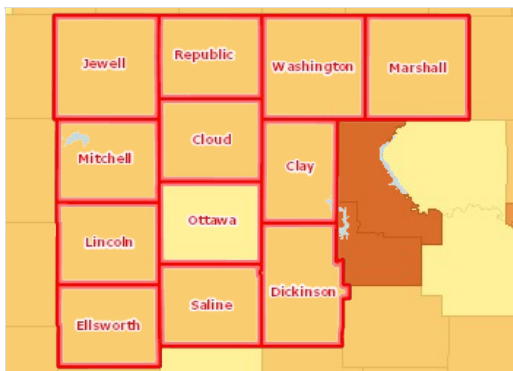 Jewell
Republic
Washington
Marshall
Mitchell
Cloud
Clay
Lincoln
Ottawa
Ellsworth
Saline
Dickinson